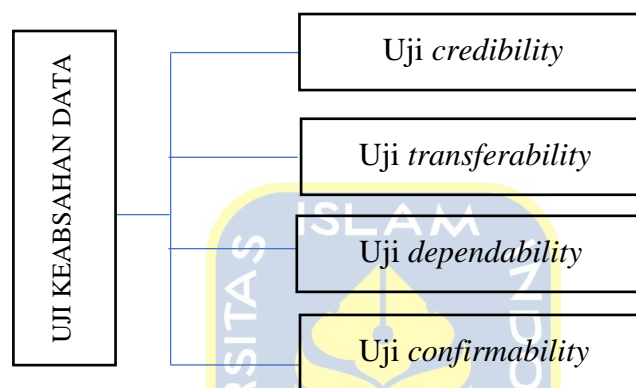 UJI KEABSAHAN DATA
Uji credibility
Uji transferability
Uji dependability
Uji confirmability
ISLAM